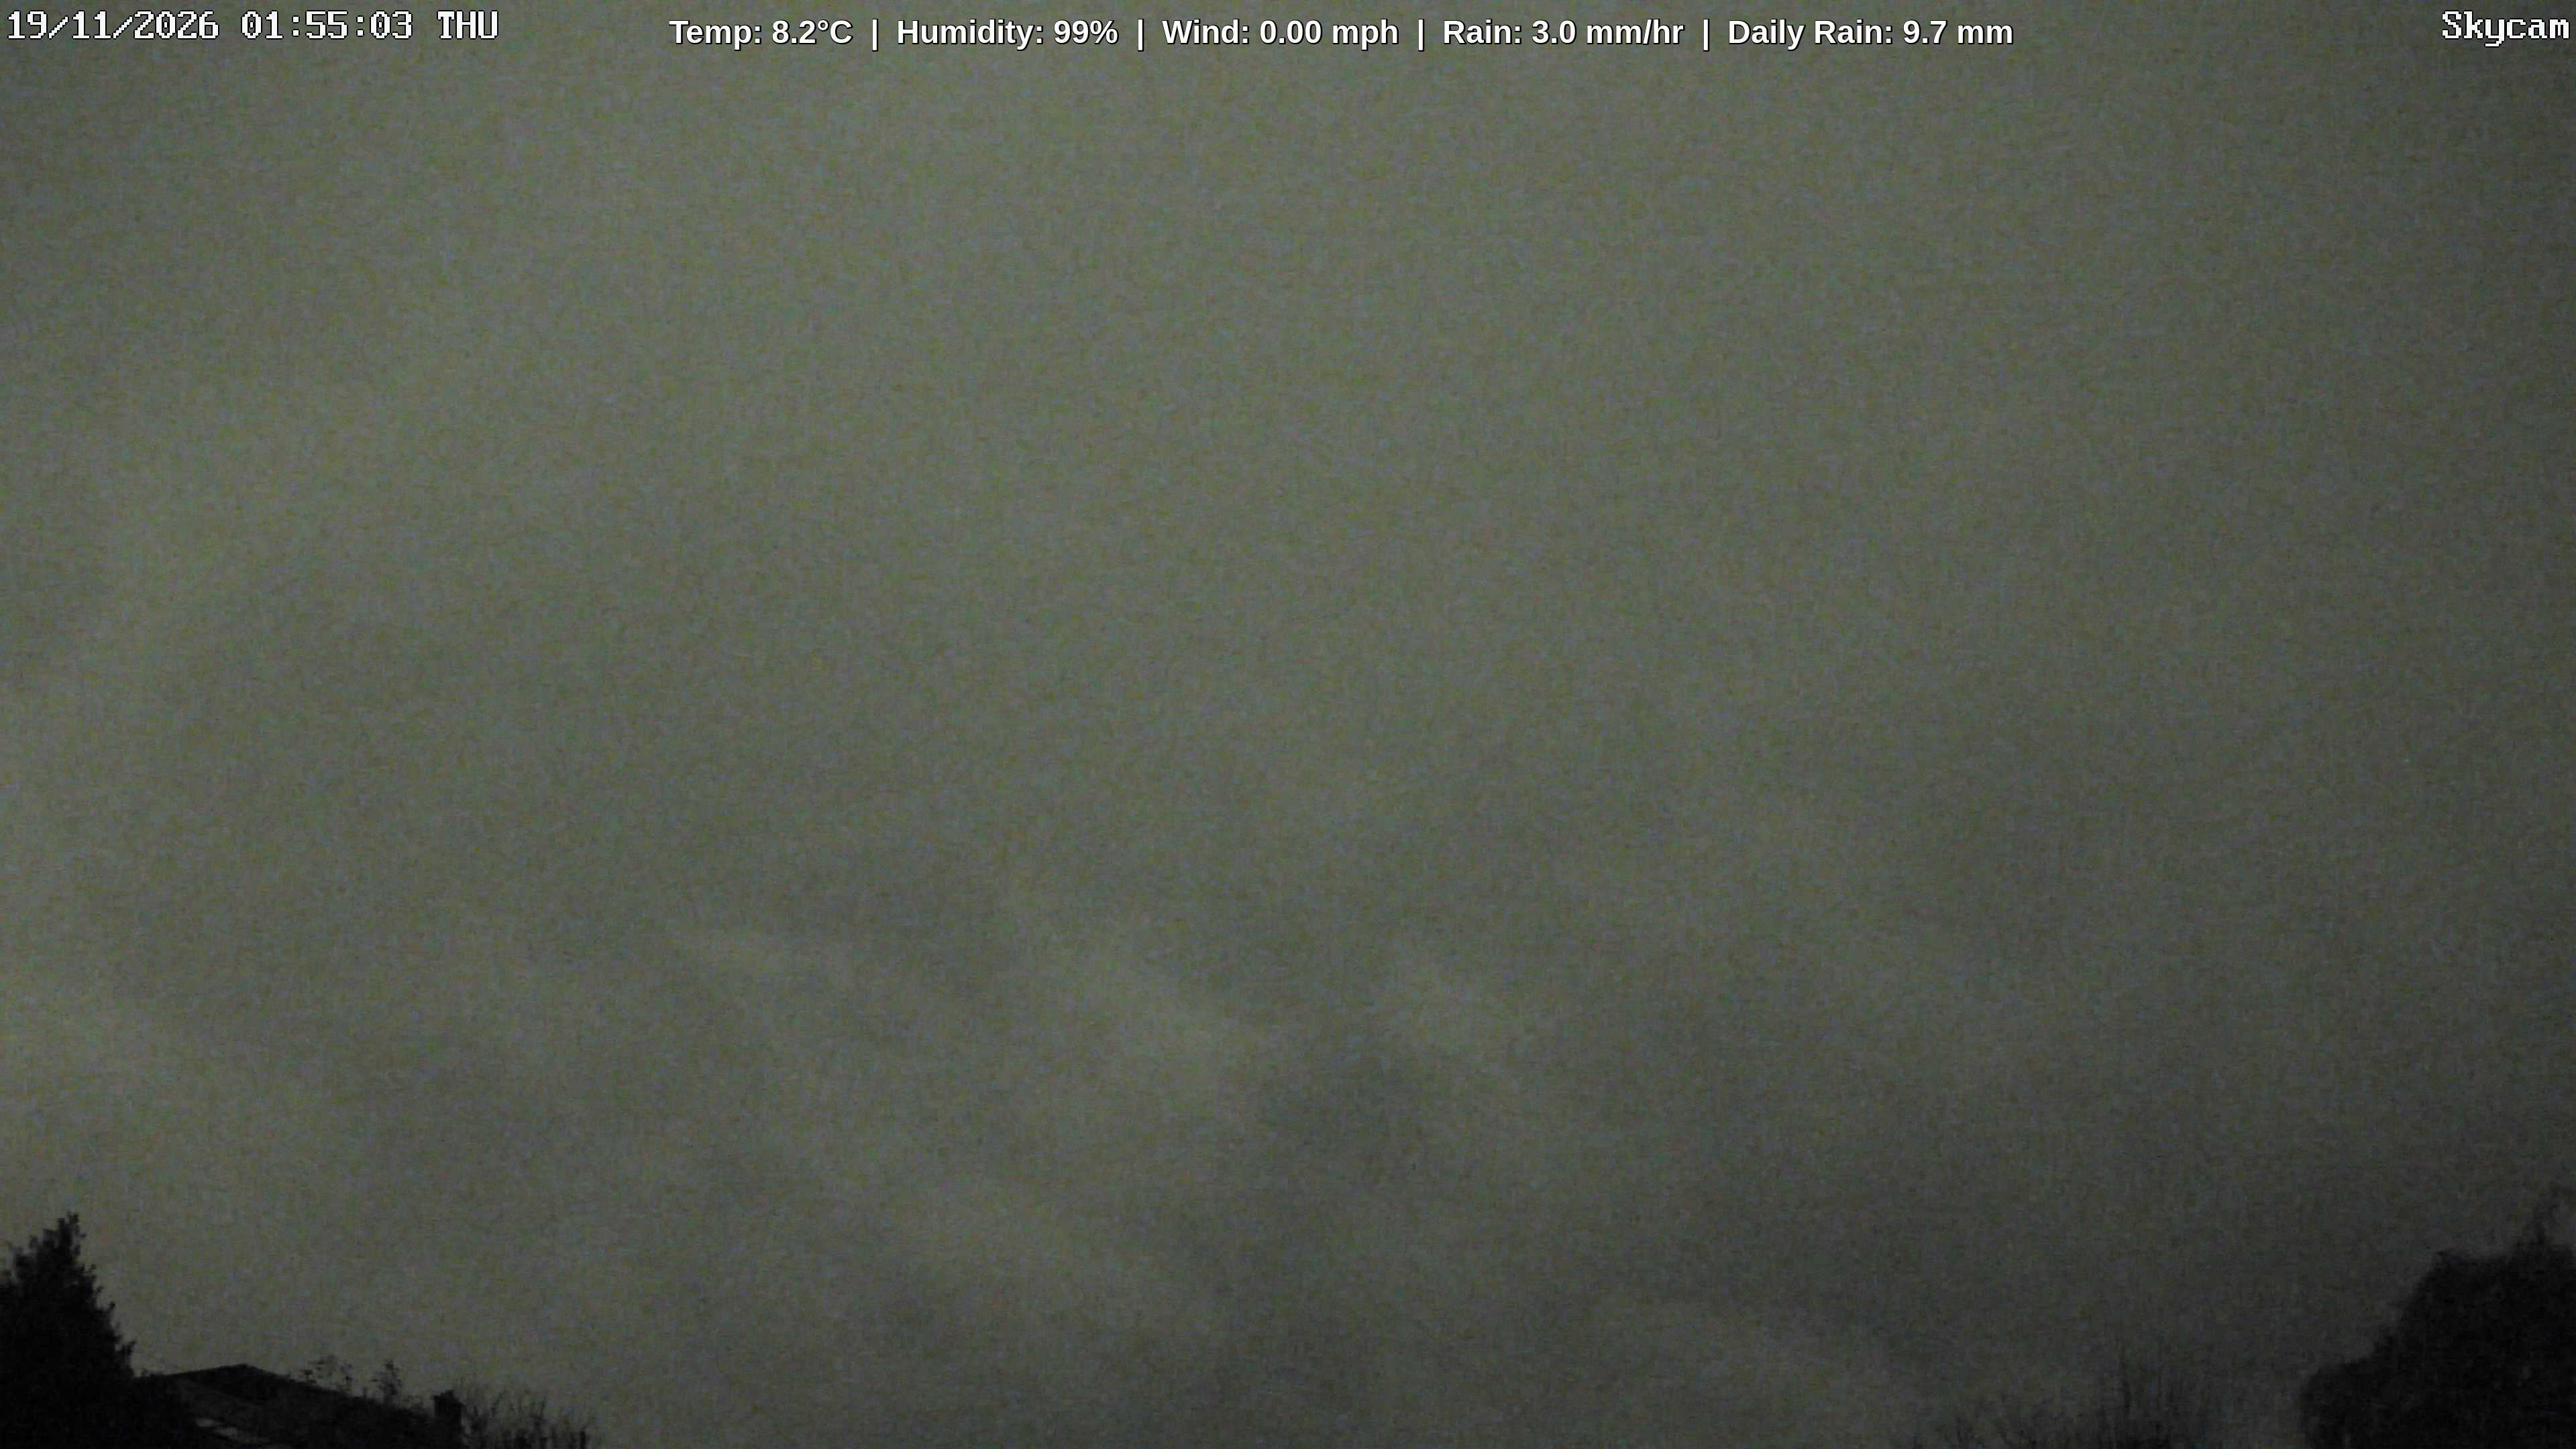 19/11/2026 01:55:03 THU
Temp: 8.2°C | Humidity: 99% | Wind: 0.00 mph | Rain: 3.0 mm/hr | Daily Rain: 9.7 mm
Skycam